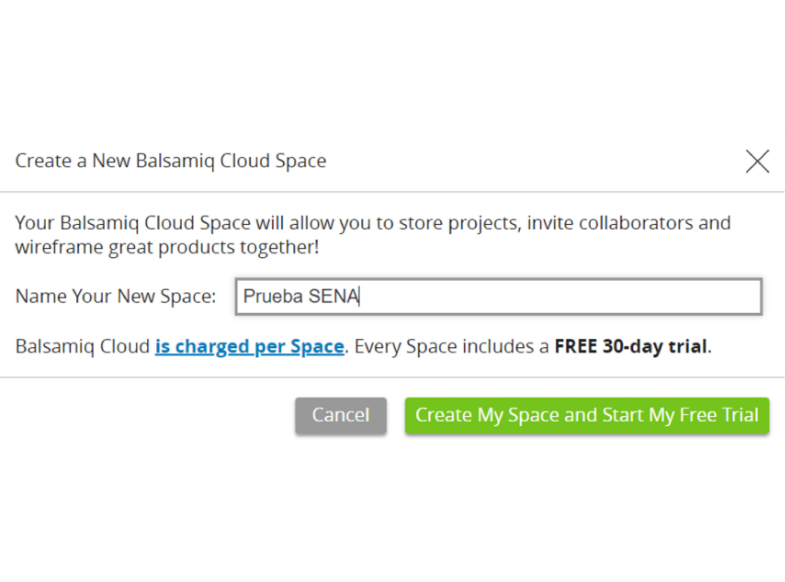 Create a New Balsamiq Cloud Space
Your Balsamiq Cloud Space will allow you to store projects, invite collaborators and
wireframe great products together!
Name Your New Space: Prueba SENA
Balsamiq Cloud is charged per Space. Every Space includes a FREE 30-day trial.
Cancel Create My Space and Start My Free Trial